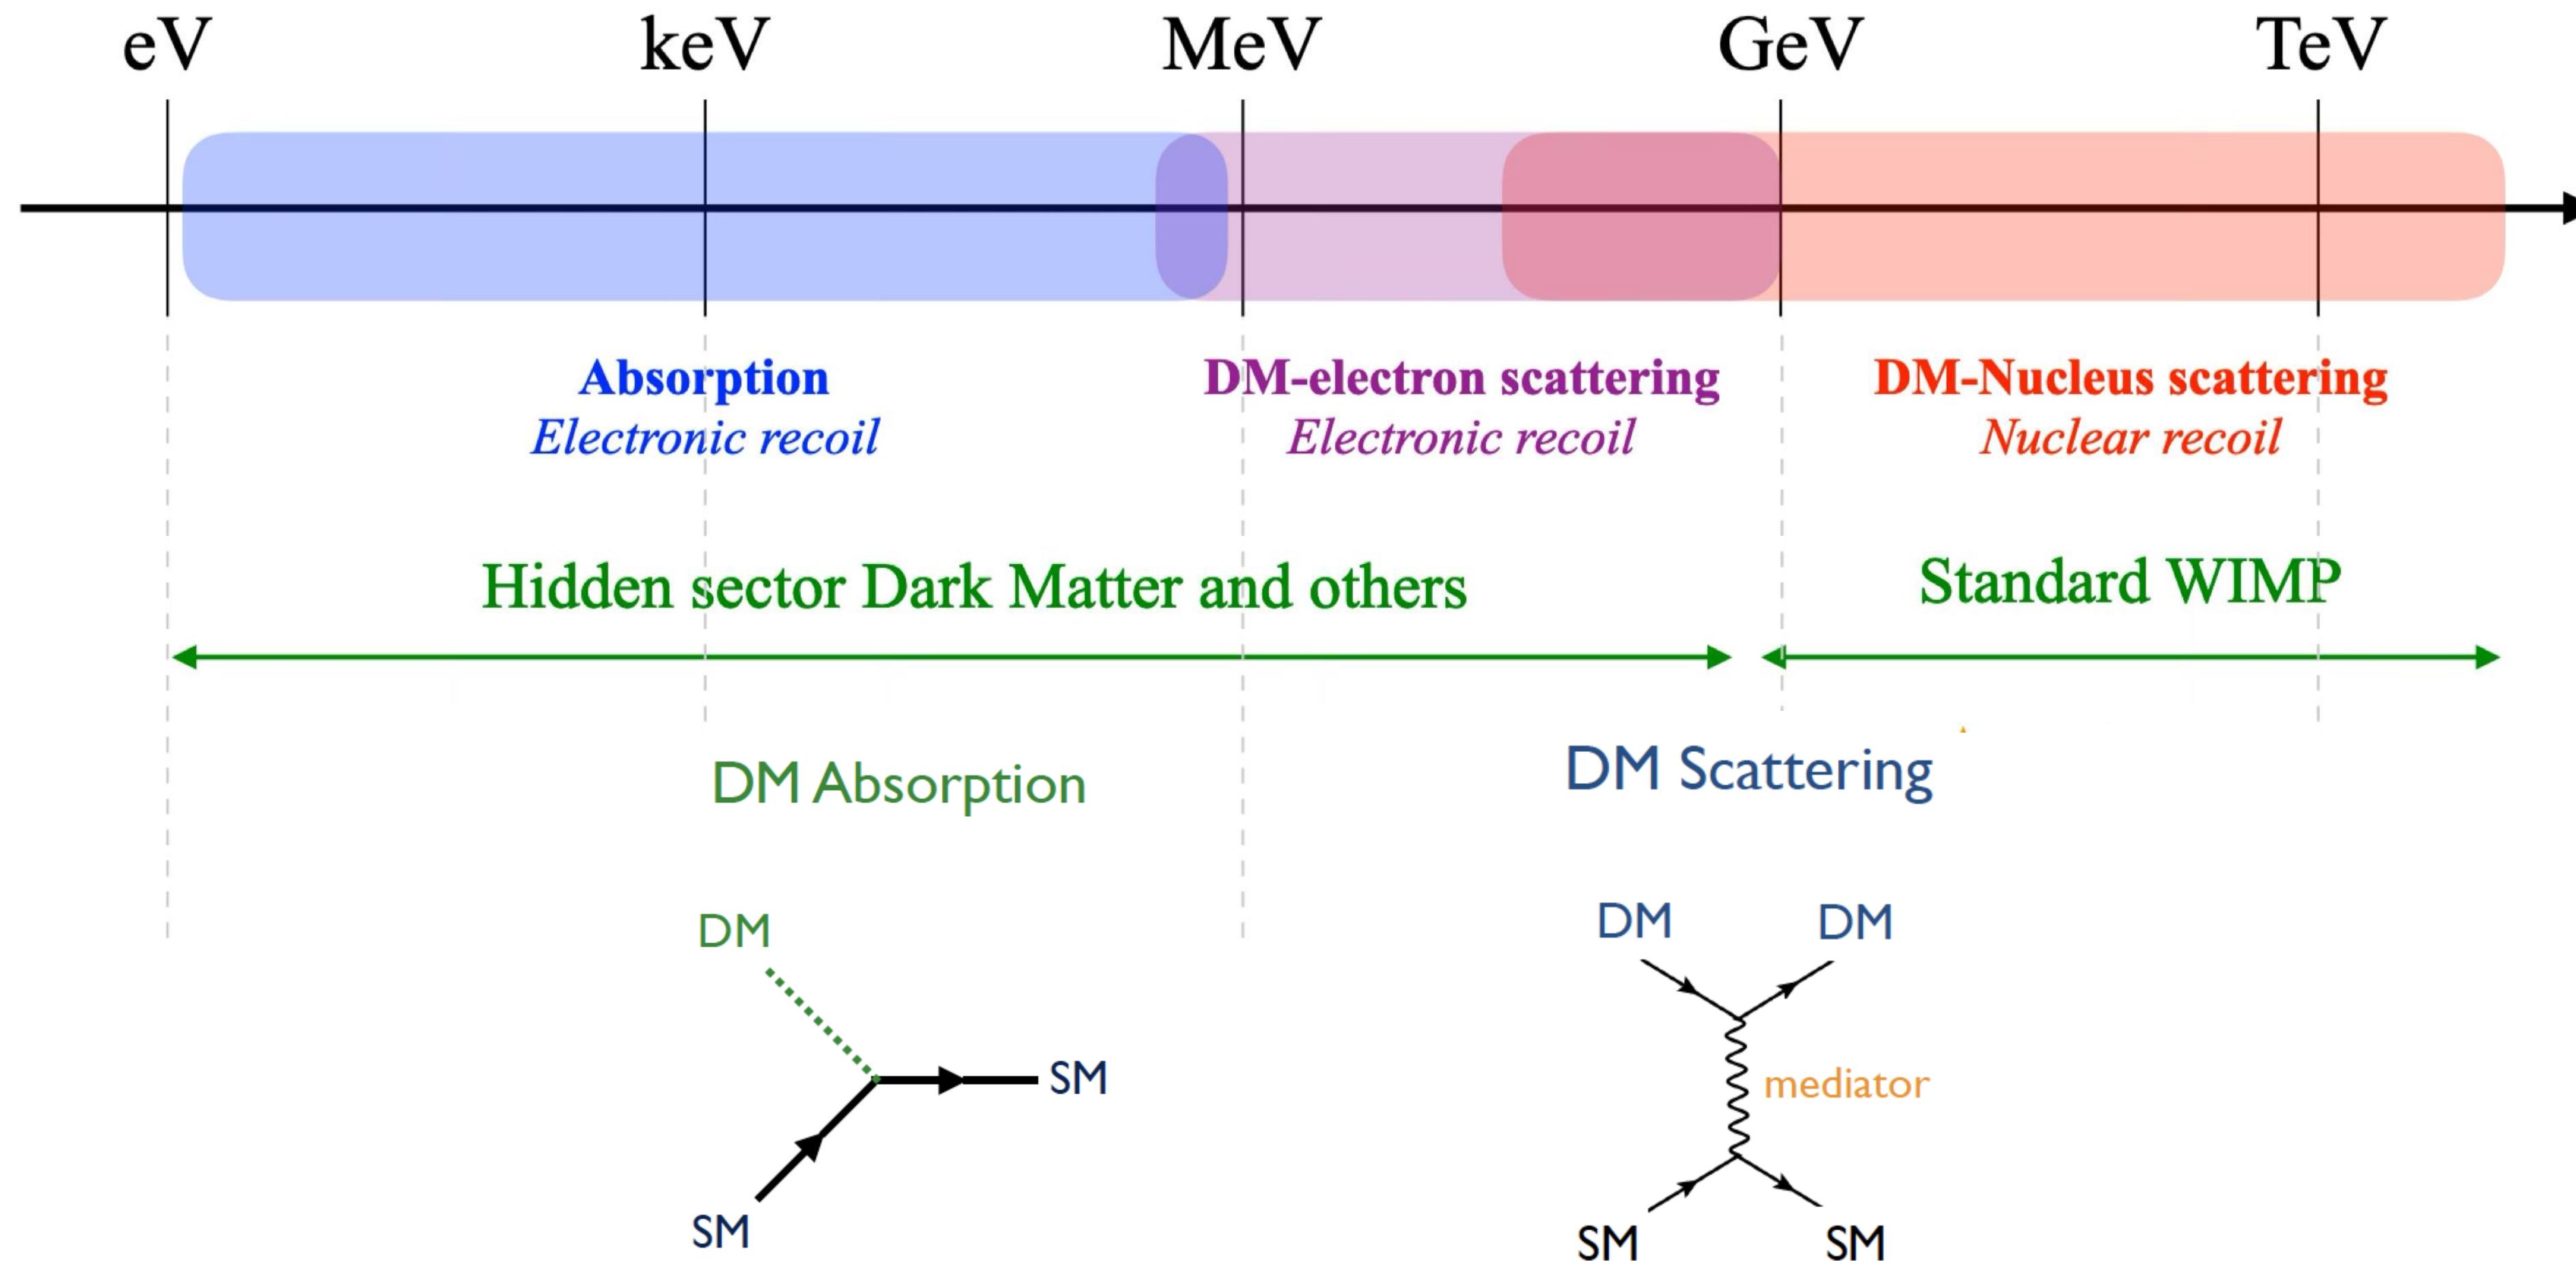 eV keV MeV GeV TeV
Absorption
Electronic recoil
DM-electron scattering
Electronic recoil
DM-Nucleus scattering
Nuclear recoil
Hidden sector Dark Matter and others
Standard WIMP
DM Absorption
DM
SM
SM
DM Scattering
DM DM
mediator
SM SM